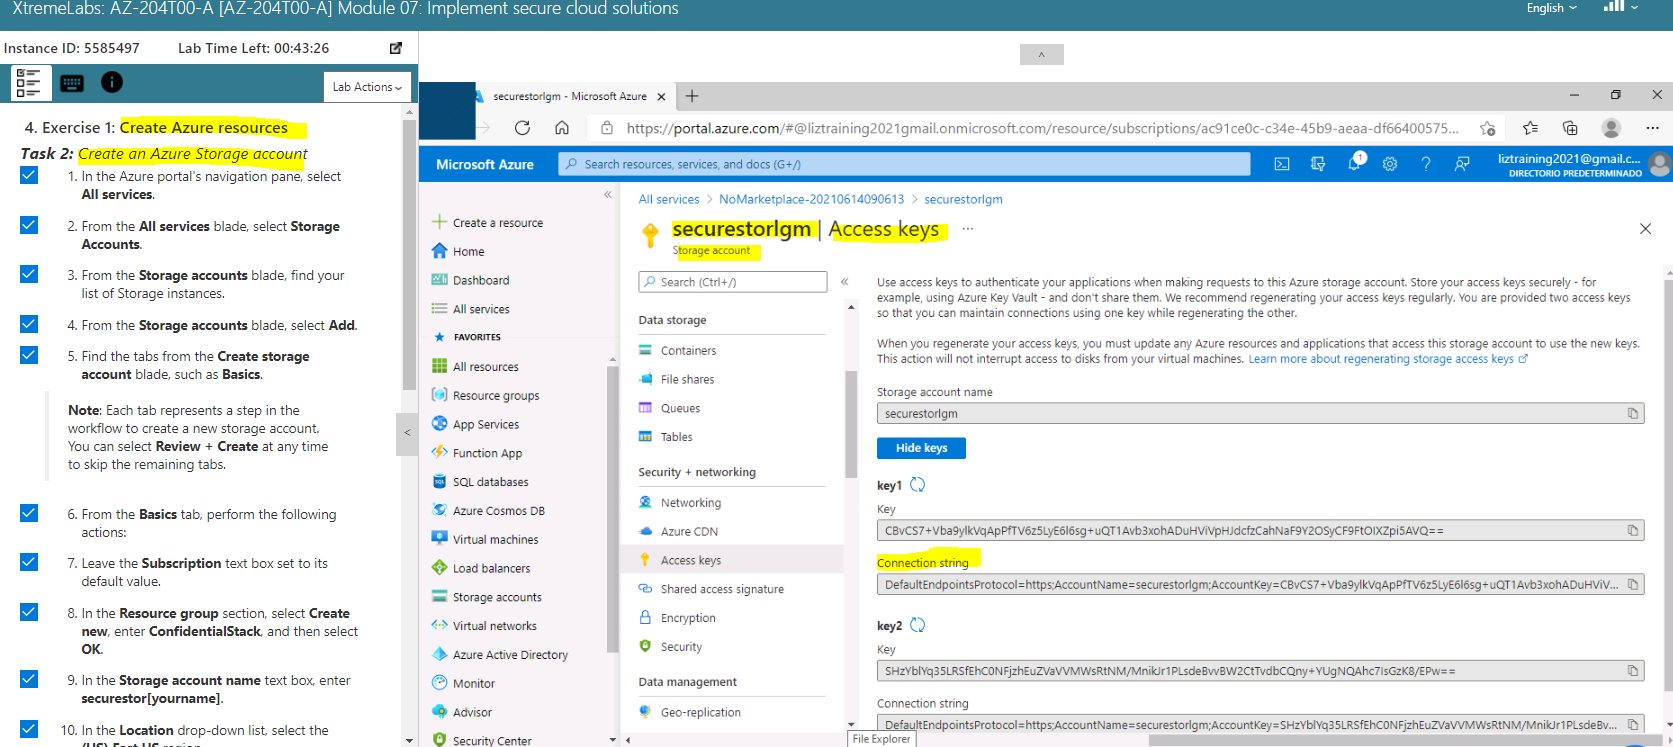 XtremeLabs: AZ-204T00-A [AZ-204T00-A] Module 07: Implement secure cloud solutions
English
Instance ID: 5585497
Lab Time Left: 00:43:26
Lab Actions
4. Exercise 1: Create Azure resources
Task 2: Create an Azure Storage account
1. In the Azure portal's navigation pane, select
All services.
2. From the All services blade, select Storage
Accounts.
3. From the Storage accounts blade, find your
list of Storage instances.
4. From the Storage accounts blade, select Add.
5. Find the tabs from the Create storage
account blade, such as Basics.
Note: Each tab represents a step in the
workflow to create a new storage account.
You can select Review + Create at any time
to skip the remaining tabs.
6. From the Basics tab, perform the following
actions:
7. Leave the Subscription text box set to its
default value.
8. In the Resource group section, select Create
new, enter ConfidentialStack, and then select
OK.
9. In the Storage account name text box, enter
securestor[yourname].
10. In the Location drop-down list, select the
(US) East US region.
securestorlgm - Microsoft Azure
https://portal.azure.com/#@liztraining2021gmail.onmicrosoft.com/resource/subscriptions/ac91ce0c-c34e-45b9-aeaa-df66400575...
Microsoft Azure
Search resources, services, and docs (G+/)
1
liztraining2021@gmail.c...
DIRECTORIO PREDETERMINADO
Create a resource
Home
Dashboard
All services
FAVORITES
All resources
Resource groups
App Services
Function App
SQL databases
Azure Cosmos DB
Virtual machines
Load balancers
Storage accounts
Virtual networks
Azure Active Directory
Monitor
Advisor
Security Center
All services > NoMarketplace-20210614090613 > securestorlgm
securestorlgm | Access keys ...
Storage account
Search (Ctrl+/)
Data storage
Containers
File shares
Queues
Tables
Security + networking
Networking
Azure CDN
Access keys
Shared access signature
Encryption
Security
Data management
Geo-replication
Use access keys to authenticate your applications when making requests to this Azure storage account. Store your access keys securely - for
example, using Azure Key Vault - and don't share them. We recommend regenerating your access keys regularly. You are provided two access keys
so that you can maintain connections using one key while regenerating the other.
When you regenerate your access keys, you must update any Azure resources and applications that access this storage account to use the new keys.
This action will not interrupt access to disks from your virtual machines. Learn more about regenerating storage access keys
Storage account name
securestorlgm
Hide keys
key1
Key
CBvCS7+Vba9ylkVqApPfTV6z5LyE6l6sg+uQT1Avb3xohADuHViVpHJdcfzCahNaF9Y2OSyCF9FtOIXZpi5AVQ==
Connection string
DefaultEndpointsProtocol=https;AccountName=securestorlgm;AccountKey=CBvCS7+Vba9ylkVqApPfTV6z5LyE6l6sg+uQT1Avb3xohADuHViV...
key2
Key
SHzYblYq35LRSfEhC0NFjzhEuZVaVVMWsRtNM/MnikJr1PLsdeBvvBW2CtTvdbCQny+YUgNQAhc7IsGzK8/EPw==
Connection string
DefaultEndpointsProtocol=https;AccountName=securestorlgm;AccountKey=SHzYblYq35LRSfEhC0NFjzhEuZVaVVMWsRtNM/MnikJr1PLsdeBv...
File Explorer